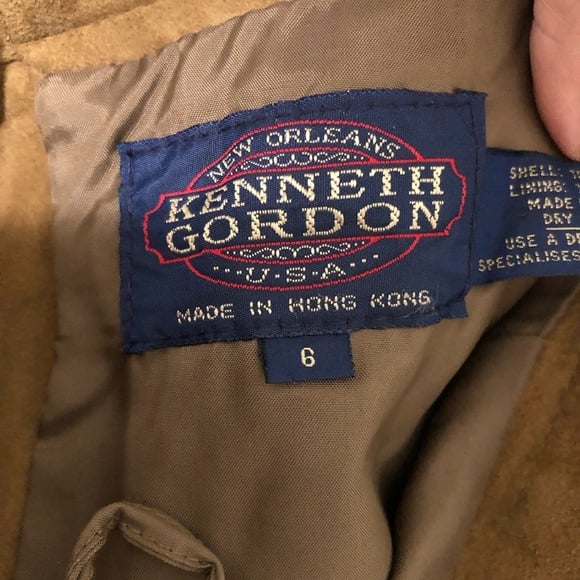 NEW ORLEANS
KENNETH
GORDON
U·S·A
MADE IN HONG KONG
6
SHELL:
LINING:
MADE
DRY
USE A
SPECIALISES